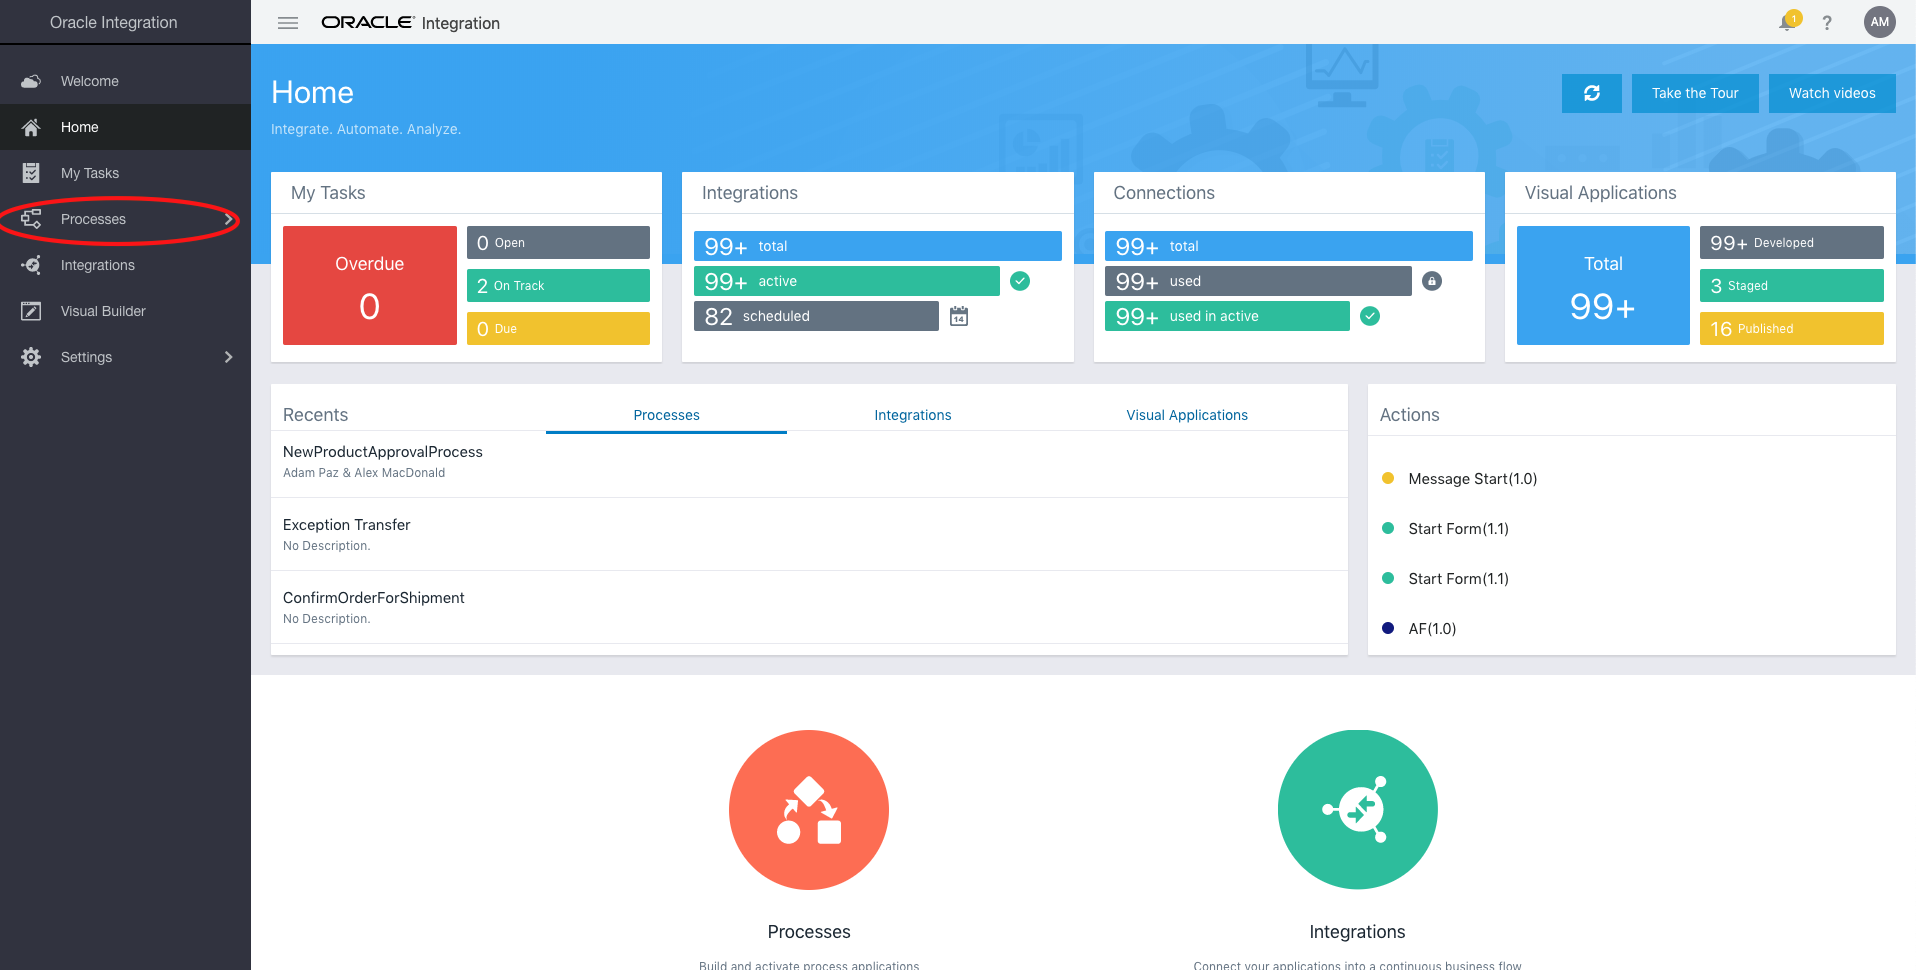 Oracle Integration
Welcome
Home
My Tasks
Processes
Integrations
Visual Builder
Settings
ORACLE® Integration
1
?
AM
Home
Integrate. Automate. Analyze.
Take the Tour
Watch videos
My Tasks
Overdue
0
0 Open
2 On Track
0 Due
Integrations
99+ total
99+ active
82 scheduled
14
Connections
99+ total
99+ used
99+ used in active
Visual Applications
Total
99+
99+ Developed
3 Staged
16 Published
Recents
Processes
Integrations
Visual Applications
NewProductApprovalProcess
Adam Paz & Alex MacDonald
Exception Transfer
No Description.
ConfirmOrderForShipment
No Description.
Actions
Message Start(1.0)
Start Form(1.1)
Start Form(1.1)
AF(1.0)
Processes
Build and activate process applications
Integrations
Connect your applications into a continuous business flow